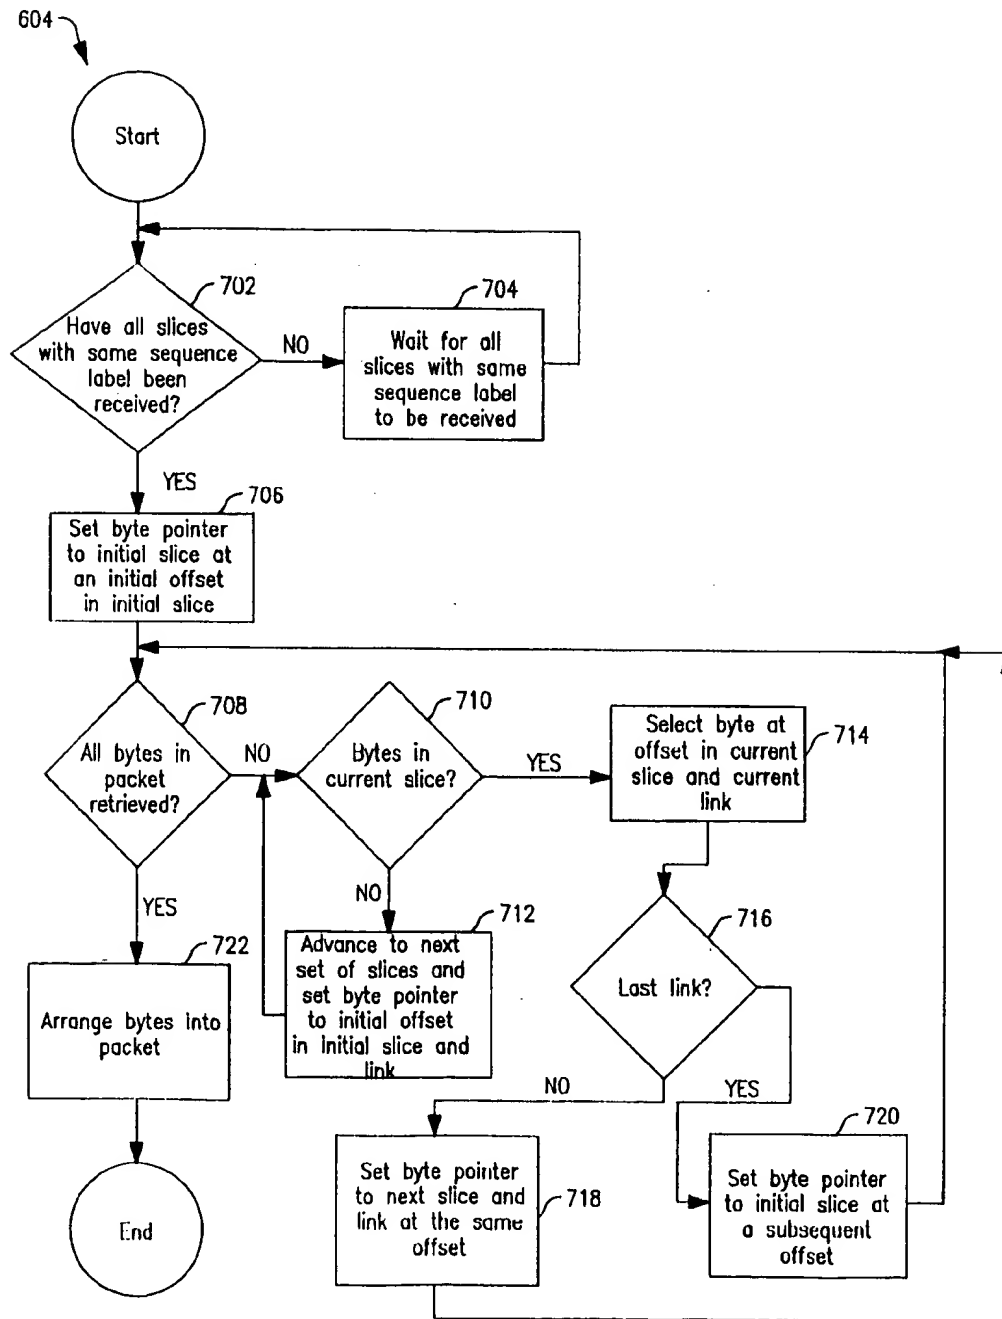 604
Start
702
Have all slices
with same sequence
label been
received?
NO
704
Wait for all
slices with same
sequence label
to be received
YES
706
Set byte pointer
to initial slice at
an initial offset
in initial slice
708
All bytes in
packet
retrieved?
NO
710
Bytes in
current slice?
YES
Select byte at
offset in current
slice and current
link
714
YES
NO
712
Advance to next
set of slices and
set byte pointer
to initial offset
in initial slice and
link
716
Last link?
722
Arrange bytes into
packet
NO
YES
720
Set byte pointer
to next slice and
link at the same
offset
718
Set byte pointer
to initial slice at
a subsequent
offset
End